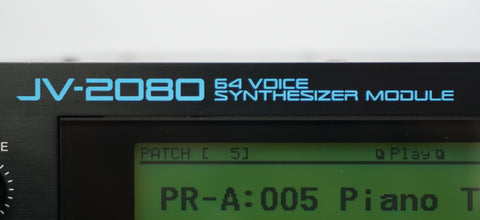 JV-2080 64 VOICE
SYNTHESIZER MODULE
E
PATCH [ 5] Play
PR-A:005 Piano T